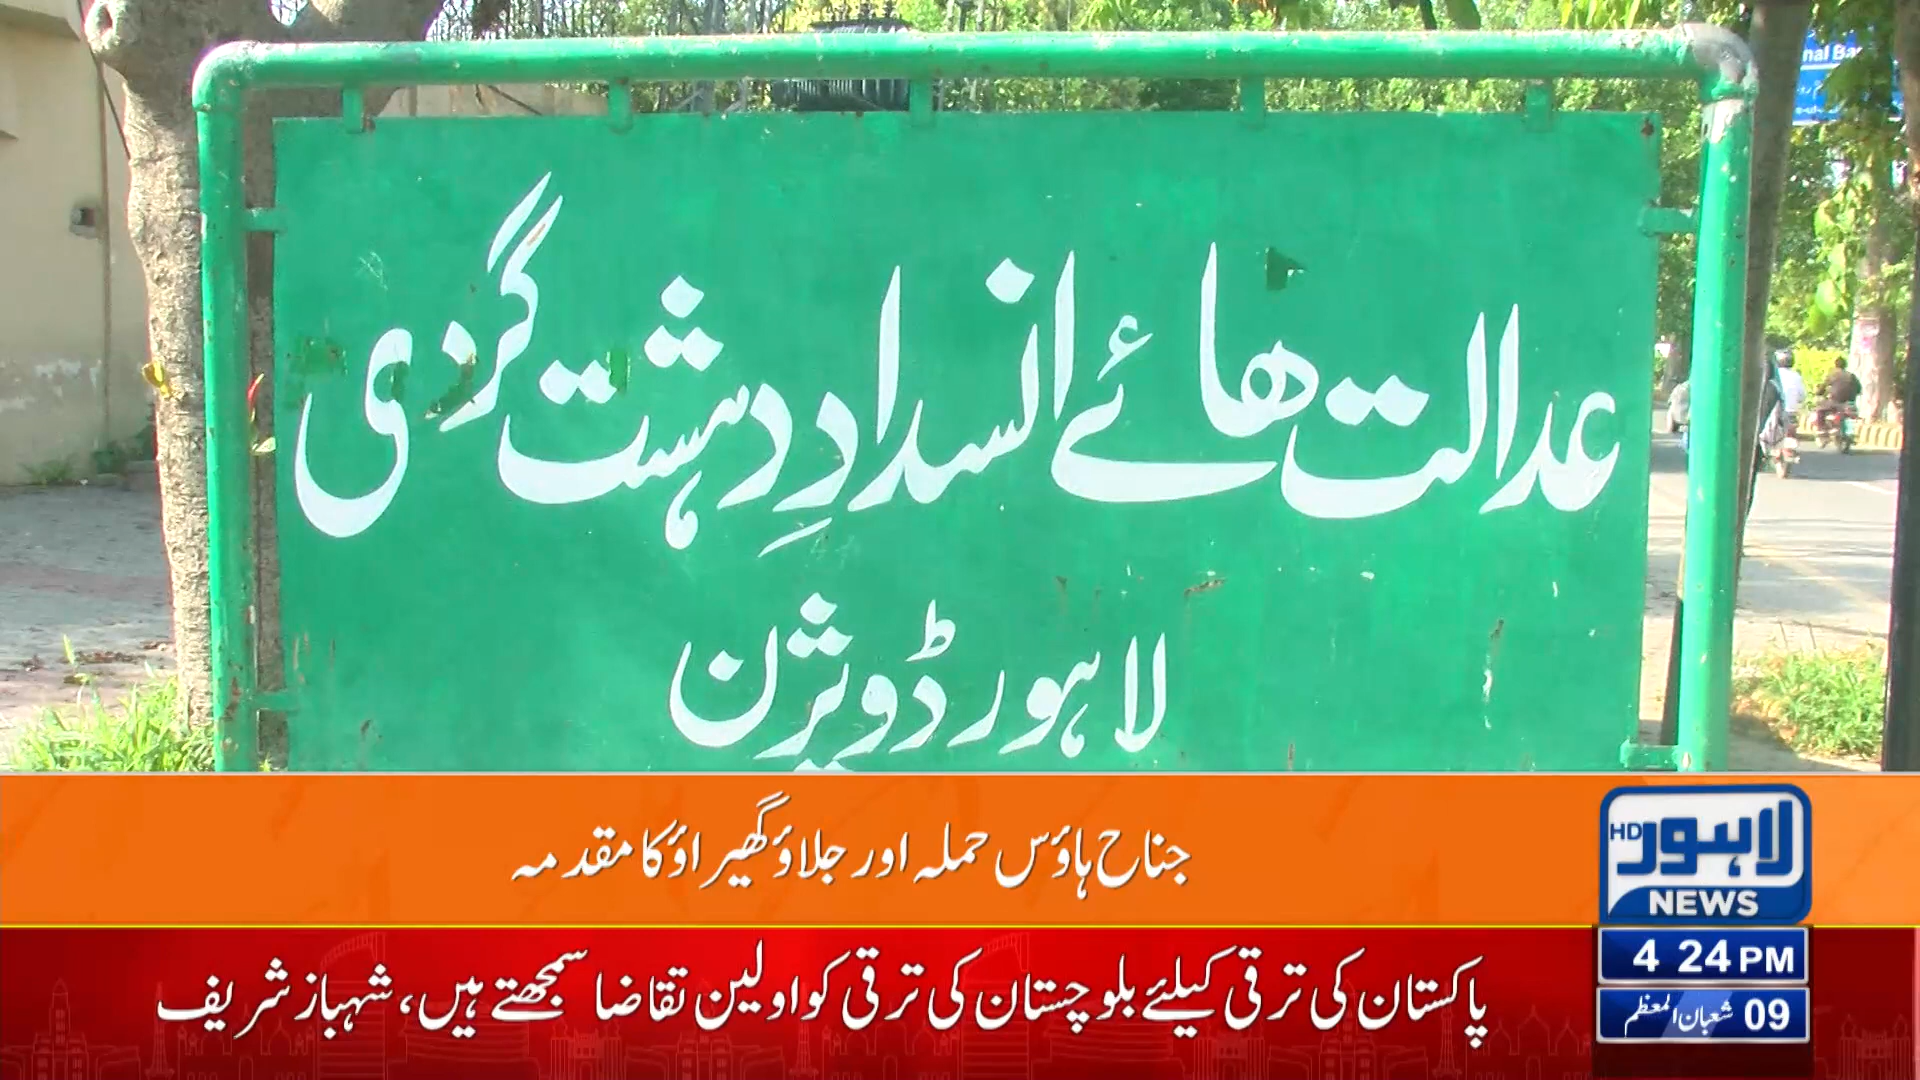 عدالت ھائے انسدادِ دہشت گردی
لاہور ڈویژن
جناح ہاؤس حملہ اور جلاؤ گھیراؤ کا مقدمہ
HD لاہور
NEWS
پاکستان کی ترقی کیلئے بلوچستان کی ترقی کو اولین تقاضا سمجھتے ہیں، شہباز شریف
4 24 PM
09 شعبان المعظم